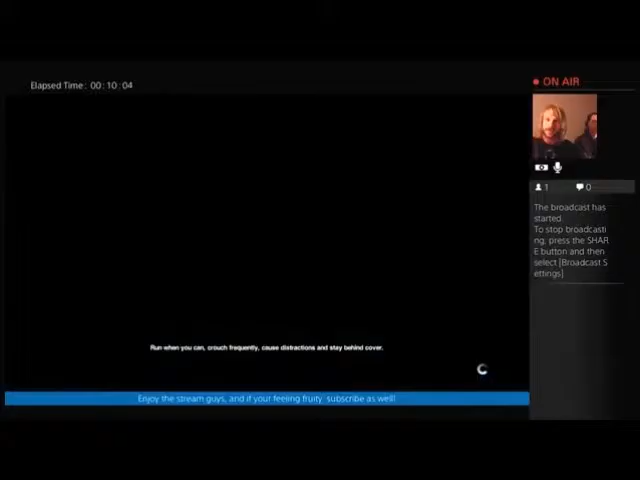 Elapsed Time: 00:10:04
ON AIR
1 0
The broadcast has
started.
To stop broadcasti
ng, press the SHAR
E button and then
select [Broadcast S
ettings]
Run when you can, crouch frequently, cause distractions and stay behind cover.
Enjoy the stream guys, and if your feeling fruity subscribe as well!